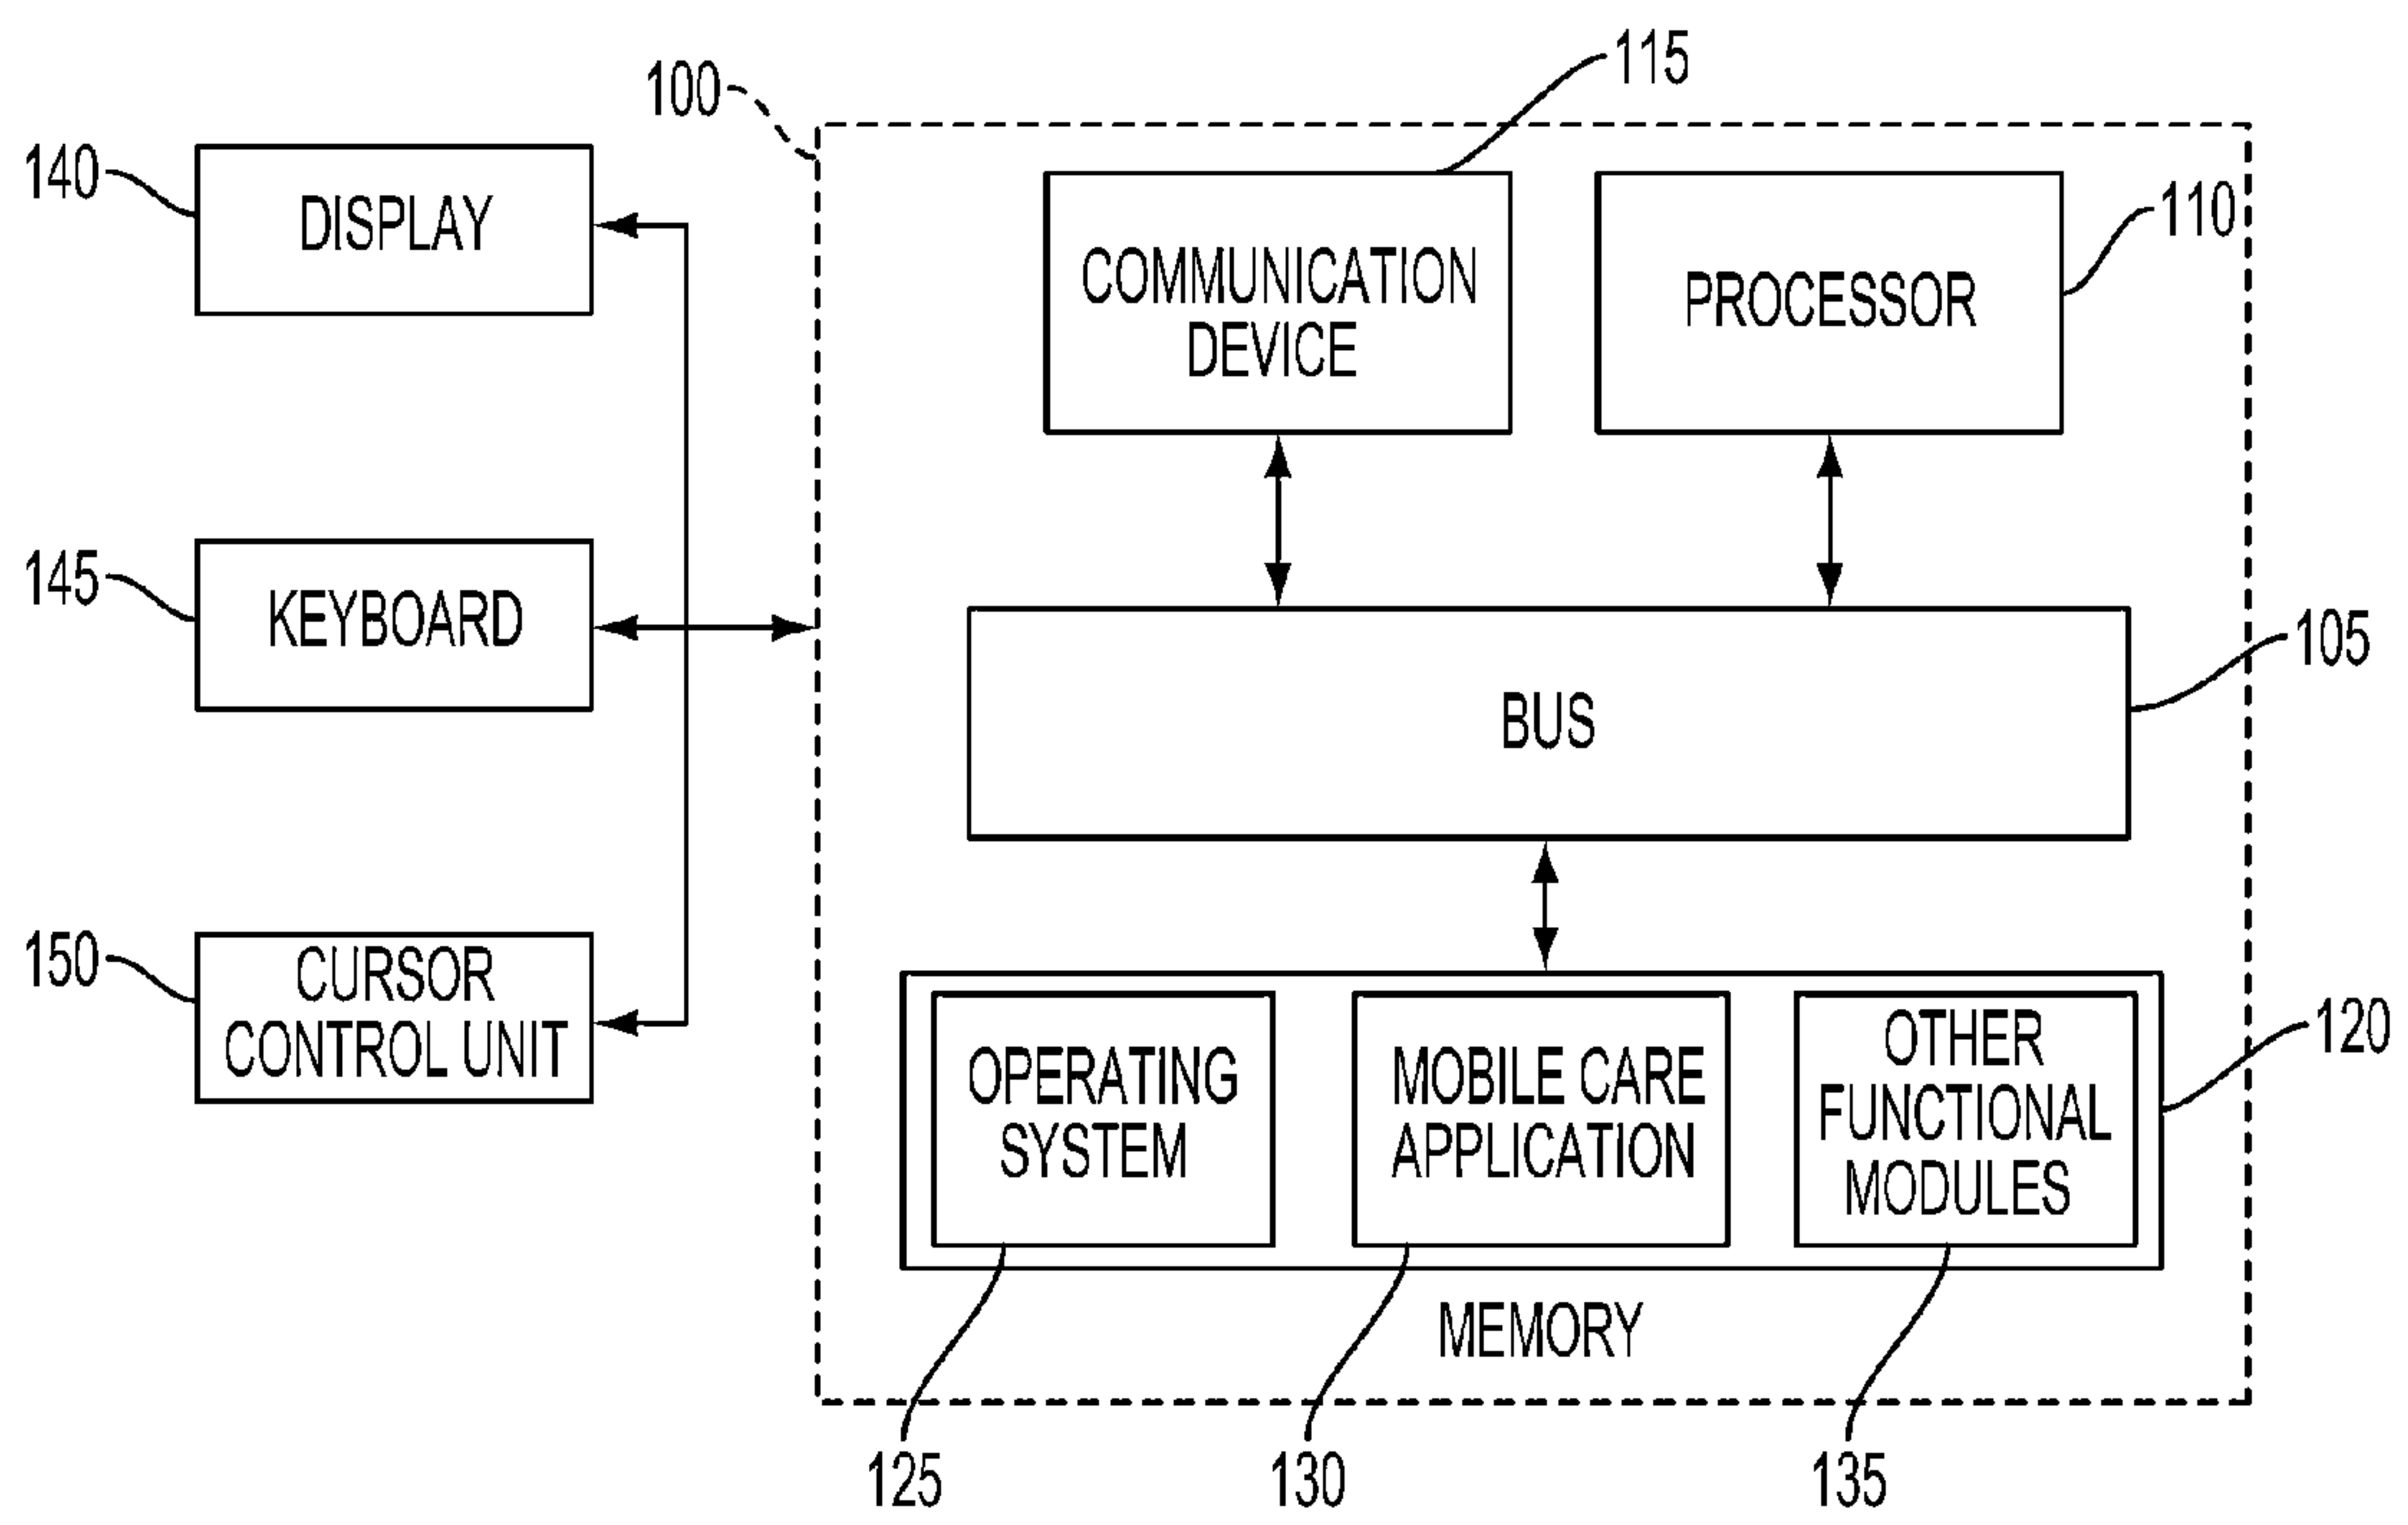 115
100
140
DISPLAY
110
COMMUNICATION
DEVICE
PROCESSOR
145
KEYBOARD
105
BUS
150
CURSOR
CONTROL UNIT
OPERATING
SYSTEM
MOBILE CARE
APPLICATION
OTHER
FUNCTIONAL
MODULES
120
MEMORY
125
130
135